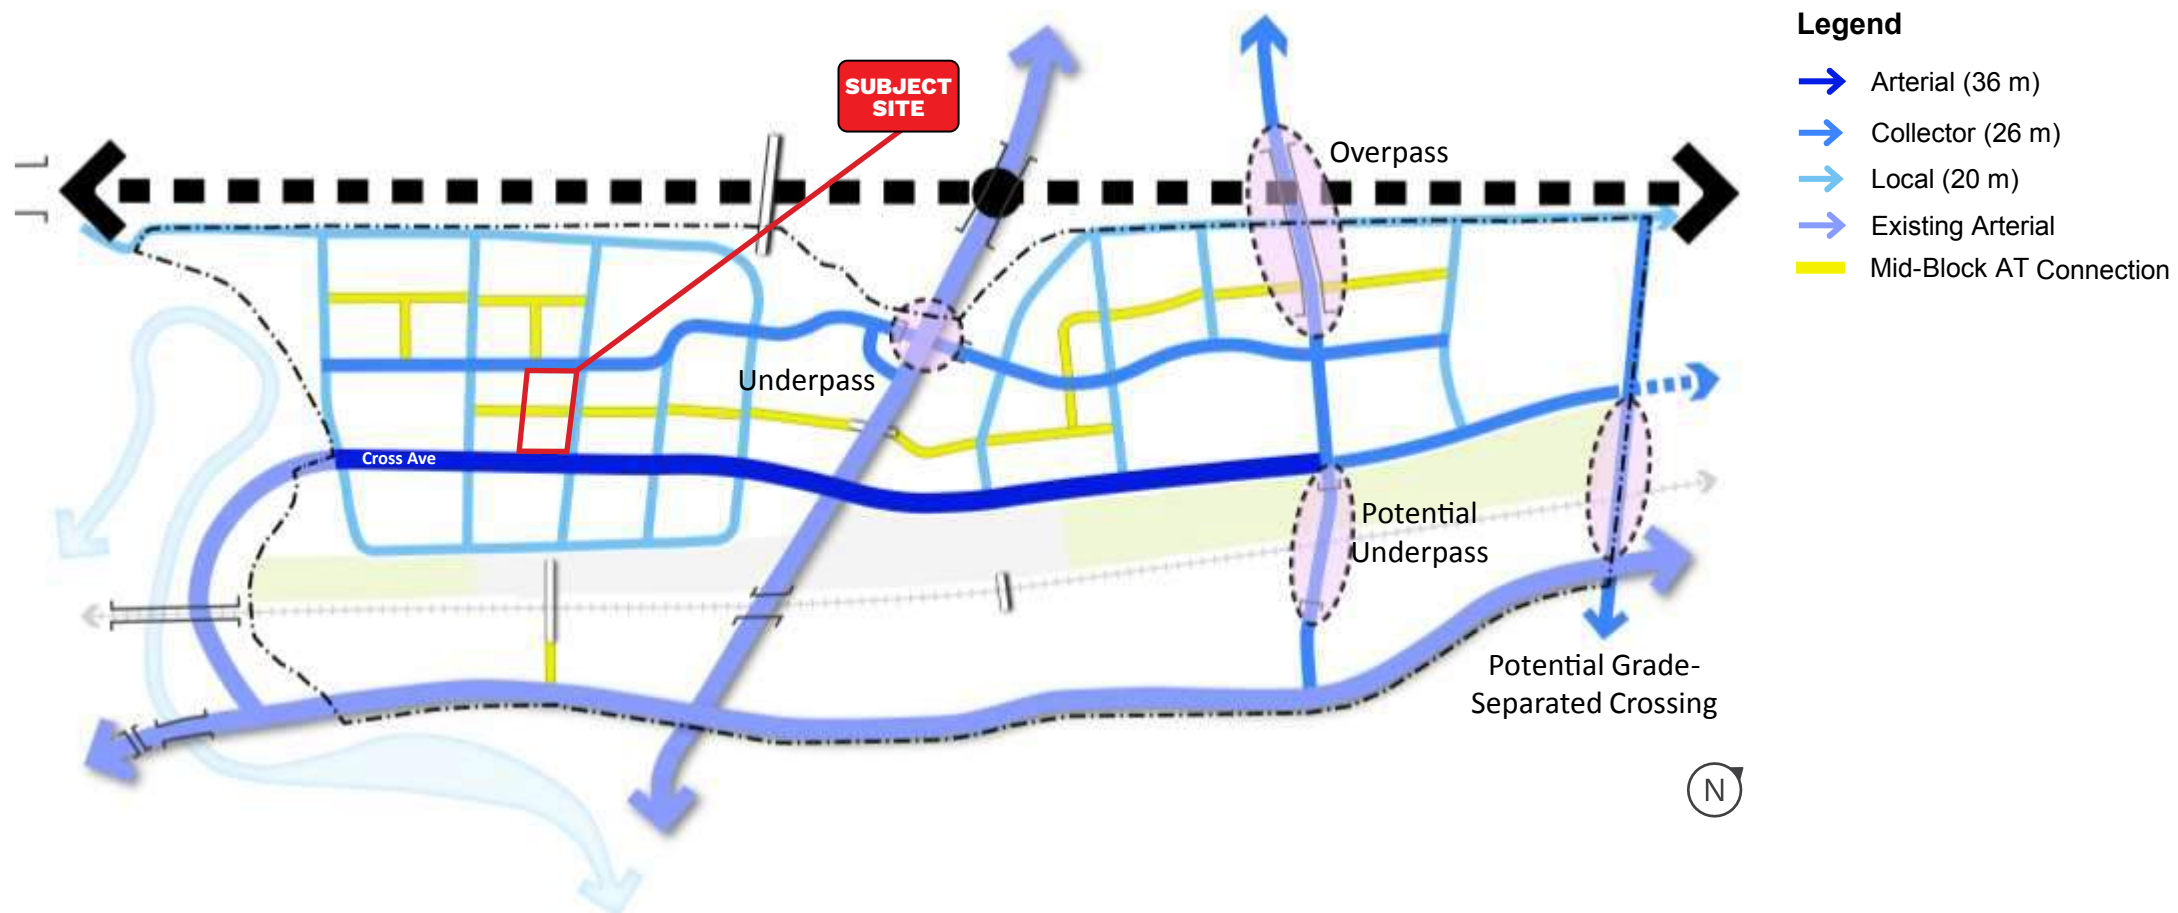 SUBJECT
SITE
Overpass
Underpass
Cross Ave
Potential
Underpass
Potential Grade-
Separated Crossing
N
Legend
Arterial (36 m)
Collector (26 m)
Local (20 m)
Existing Arterial
Mid-Block AT Connection